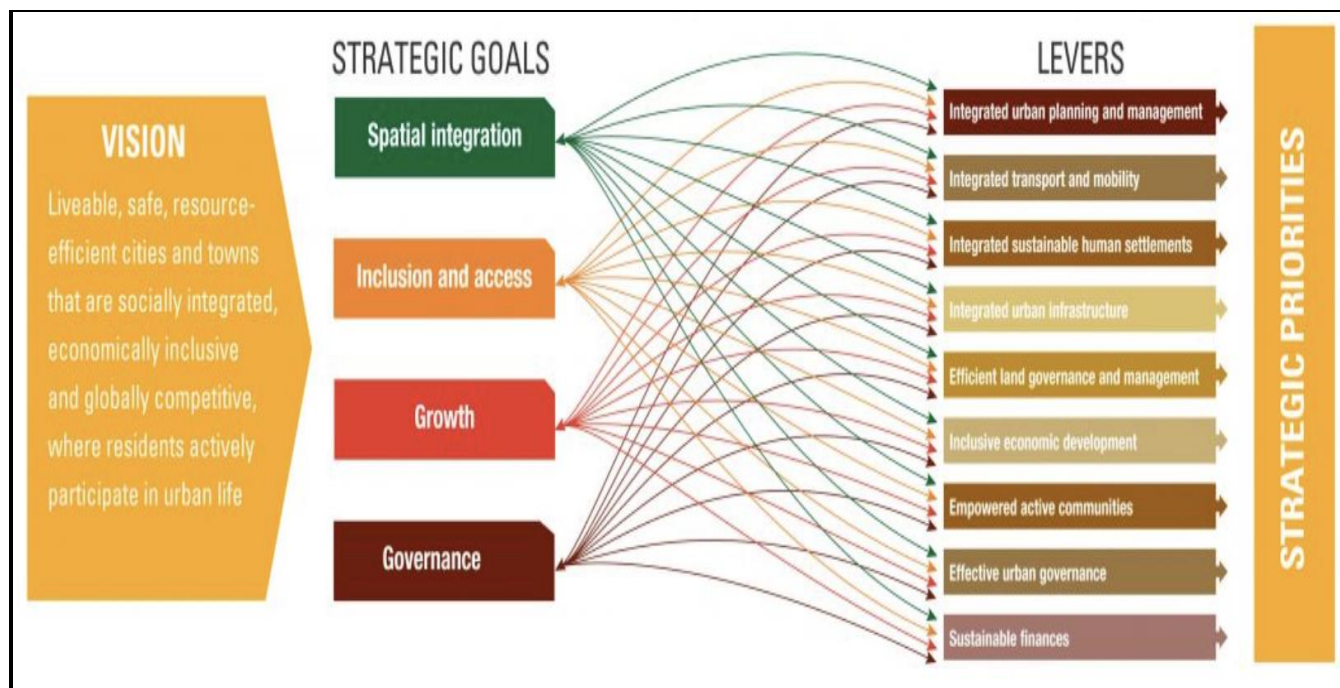 VISION
Liveable, safe, resource-
efficient cities and towns
that are socially integrated,
economically inclusive
and globally competitive,
where residents actively
participate in urban life
STRATEGIC GOALS
Spatial integration
Inclusion and access
Growth
Governance
LEVERS
Integrated urban planning and management
Integrated transport and mobility
Integrated sustainable human settlements
Integrated urban infrastructure
Efficient land governance and management
Inclusive economic development
Empowered active communities
Effective urban governance
Sustainable finances
STRATEGIC PRIORITIES